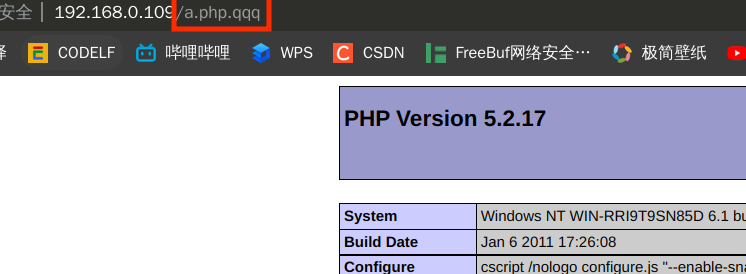 安全 | 192.168.0.109/a.php.qqq
CODELF 哔哩哔哩 WPS CSDN FreeBuf网络安全… 极简壁纸
PHP Version 5.2.17
System Windows NT WIN-RRI9T9SN85D 6.1 bu
Build Date Jan 6 2011 17:26:08
Configure cscript /nologo configure.js "--enable-sna